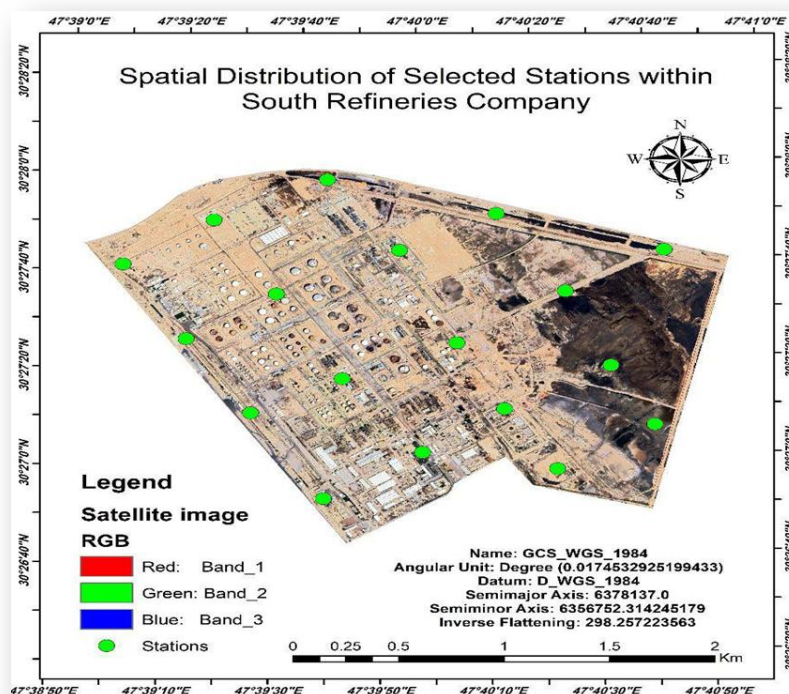 47°39'0"E 47°39'20"E 47°39'40"E 47°40'0"E 47°40'20"E 47°40'40"E 47°41'0"E
Spatial Distribution of Selected Stations within
South Refineries Company
N
W E
S
30°28'20"N
30°28'0"N
30°27'40"N
30°27'20"N
30°27'0"N
30°26'40"N
Legend
Satellite image
RGB
Red: Band_1
Green: Band_2
Blue: Band_3
Stations
Name: GCS_WGS_1984
Angular Unit: Degree (0.0174532925199433)
Datum: D_WGS_1984
Semimajor Axis: 6378137.0
Semiminor Axis: 6356752.314245179
Inverse Flattening: 298.257223563
0 0.25 0.5 1 1.5 2
Km
47°38'50"E 47°39'10"E 47°39'30"E 47°39'50"E 47°40'10"E 47°40'30"E 47°40'50"E